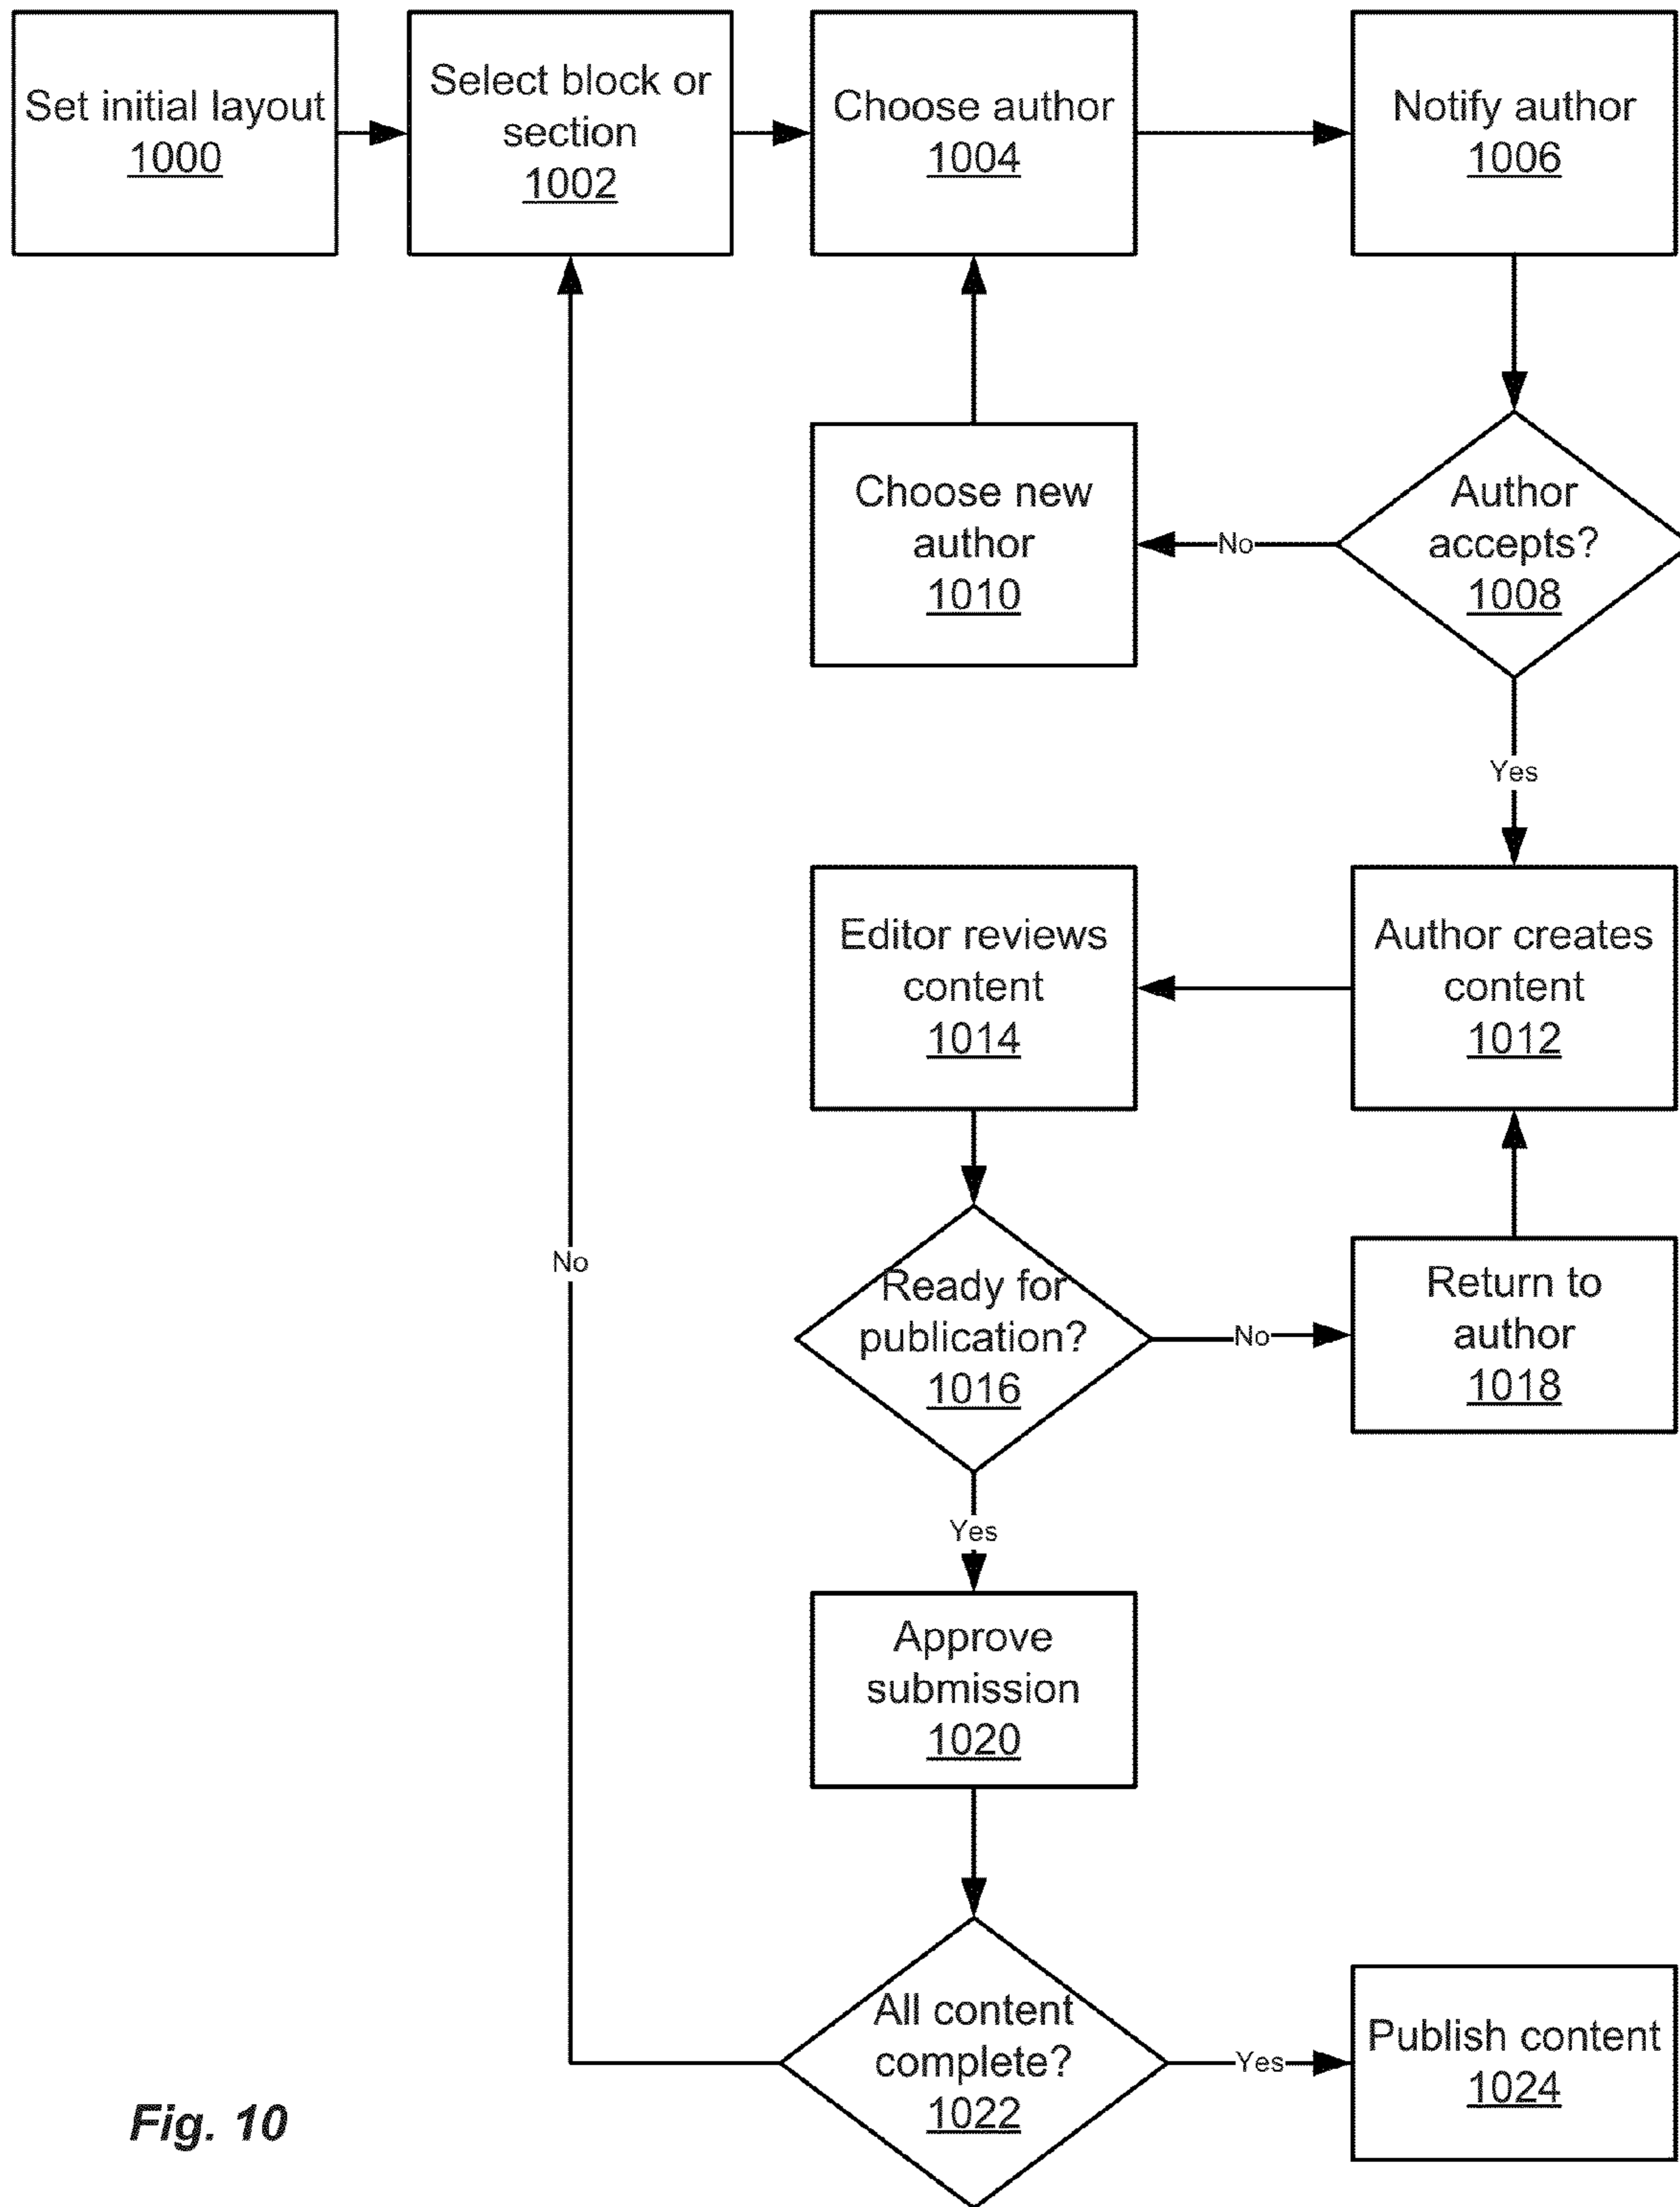 Set initial layout
1000
Select block or
section
1002
Choose author
1004
Notify author
1006
Choose new
author
1010
No
Author
accepts?
1008
Yes
Editor reviews
content
1014
Author creates
content
1012
No
Ready for
publication?
1016
No
Return to
author
1018
Yes
Approve
submission
1020
All content
complete?
1022
Yes
Publish content
1024
Fig. 10